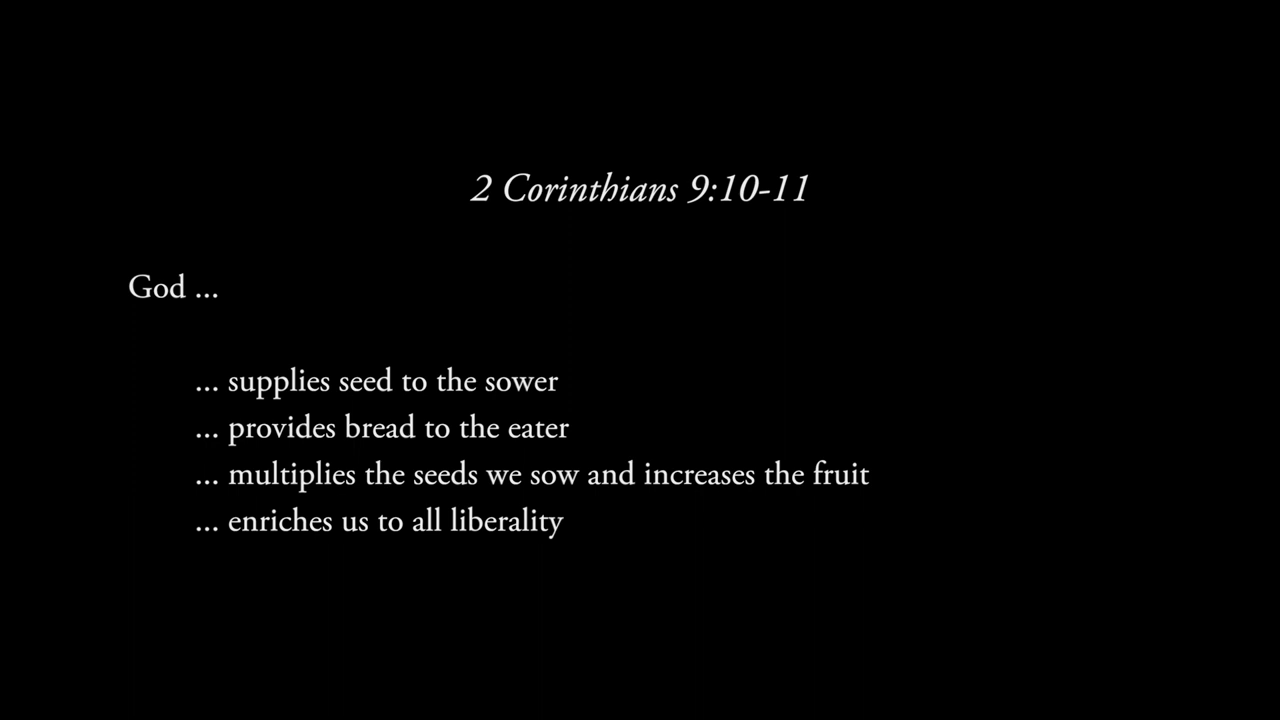 2 Corinthians 9:10-11
God ...
... supplies seed to the sower
... provides bread to the eater
... multiplies the seeds we sow and increases the fruit
... enriches us to all liberality